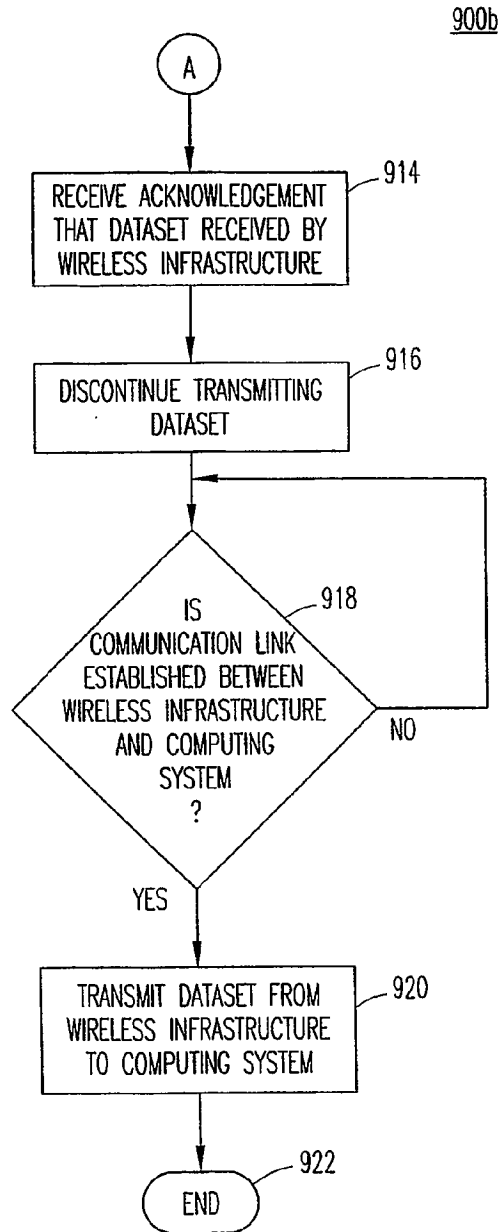 900b
A
914
RECEIVE ACKNOWLEDGEMENT
THAT DATASET RECEIVED BY
WIRELESS INFRASTRUCTURE
916
DISCONTINUE TRANSMITTING
DATASET
918
IS
COMMUNICATION LINK
ESTABLISHED BETWEEN
WIRELESS INFRASTRUCTURE
AND COMPUTING
SYSTEM
?
NO
YES
920
TRANSMIT DATASET FROM
WIRELESS INFRASTRUCTURE
TO COMPUTING SYSTEM
922
END